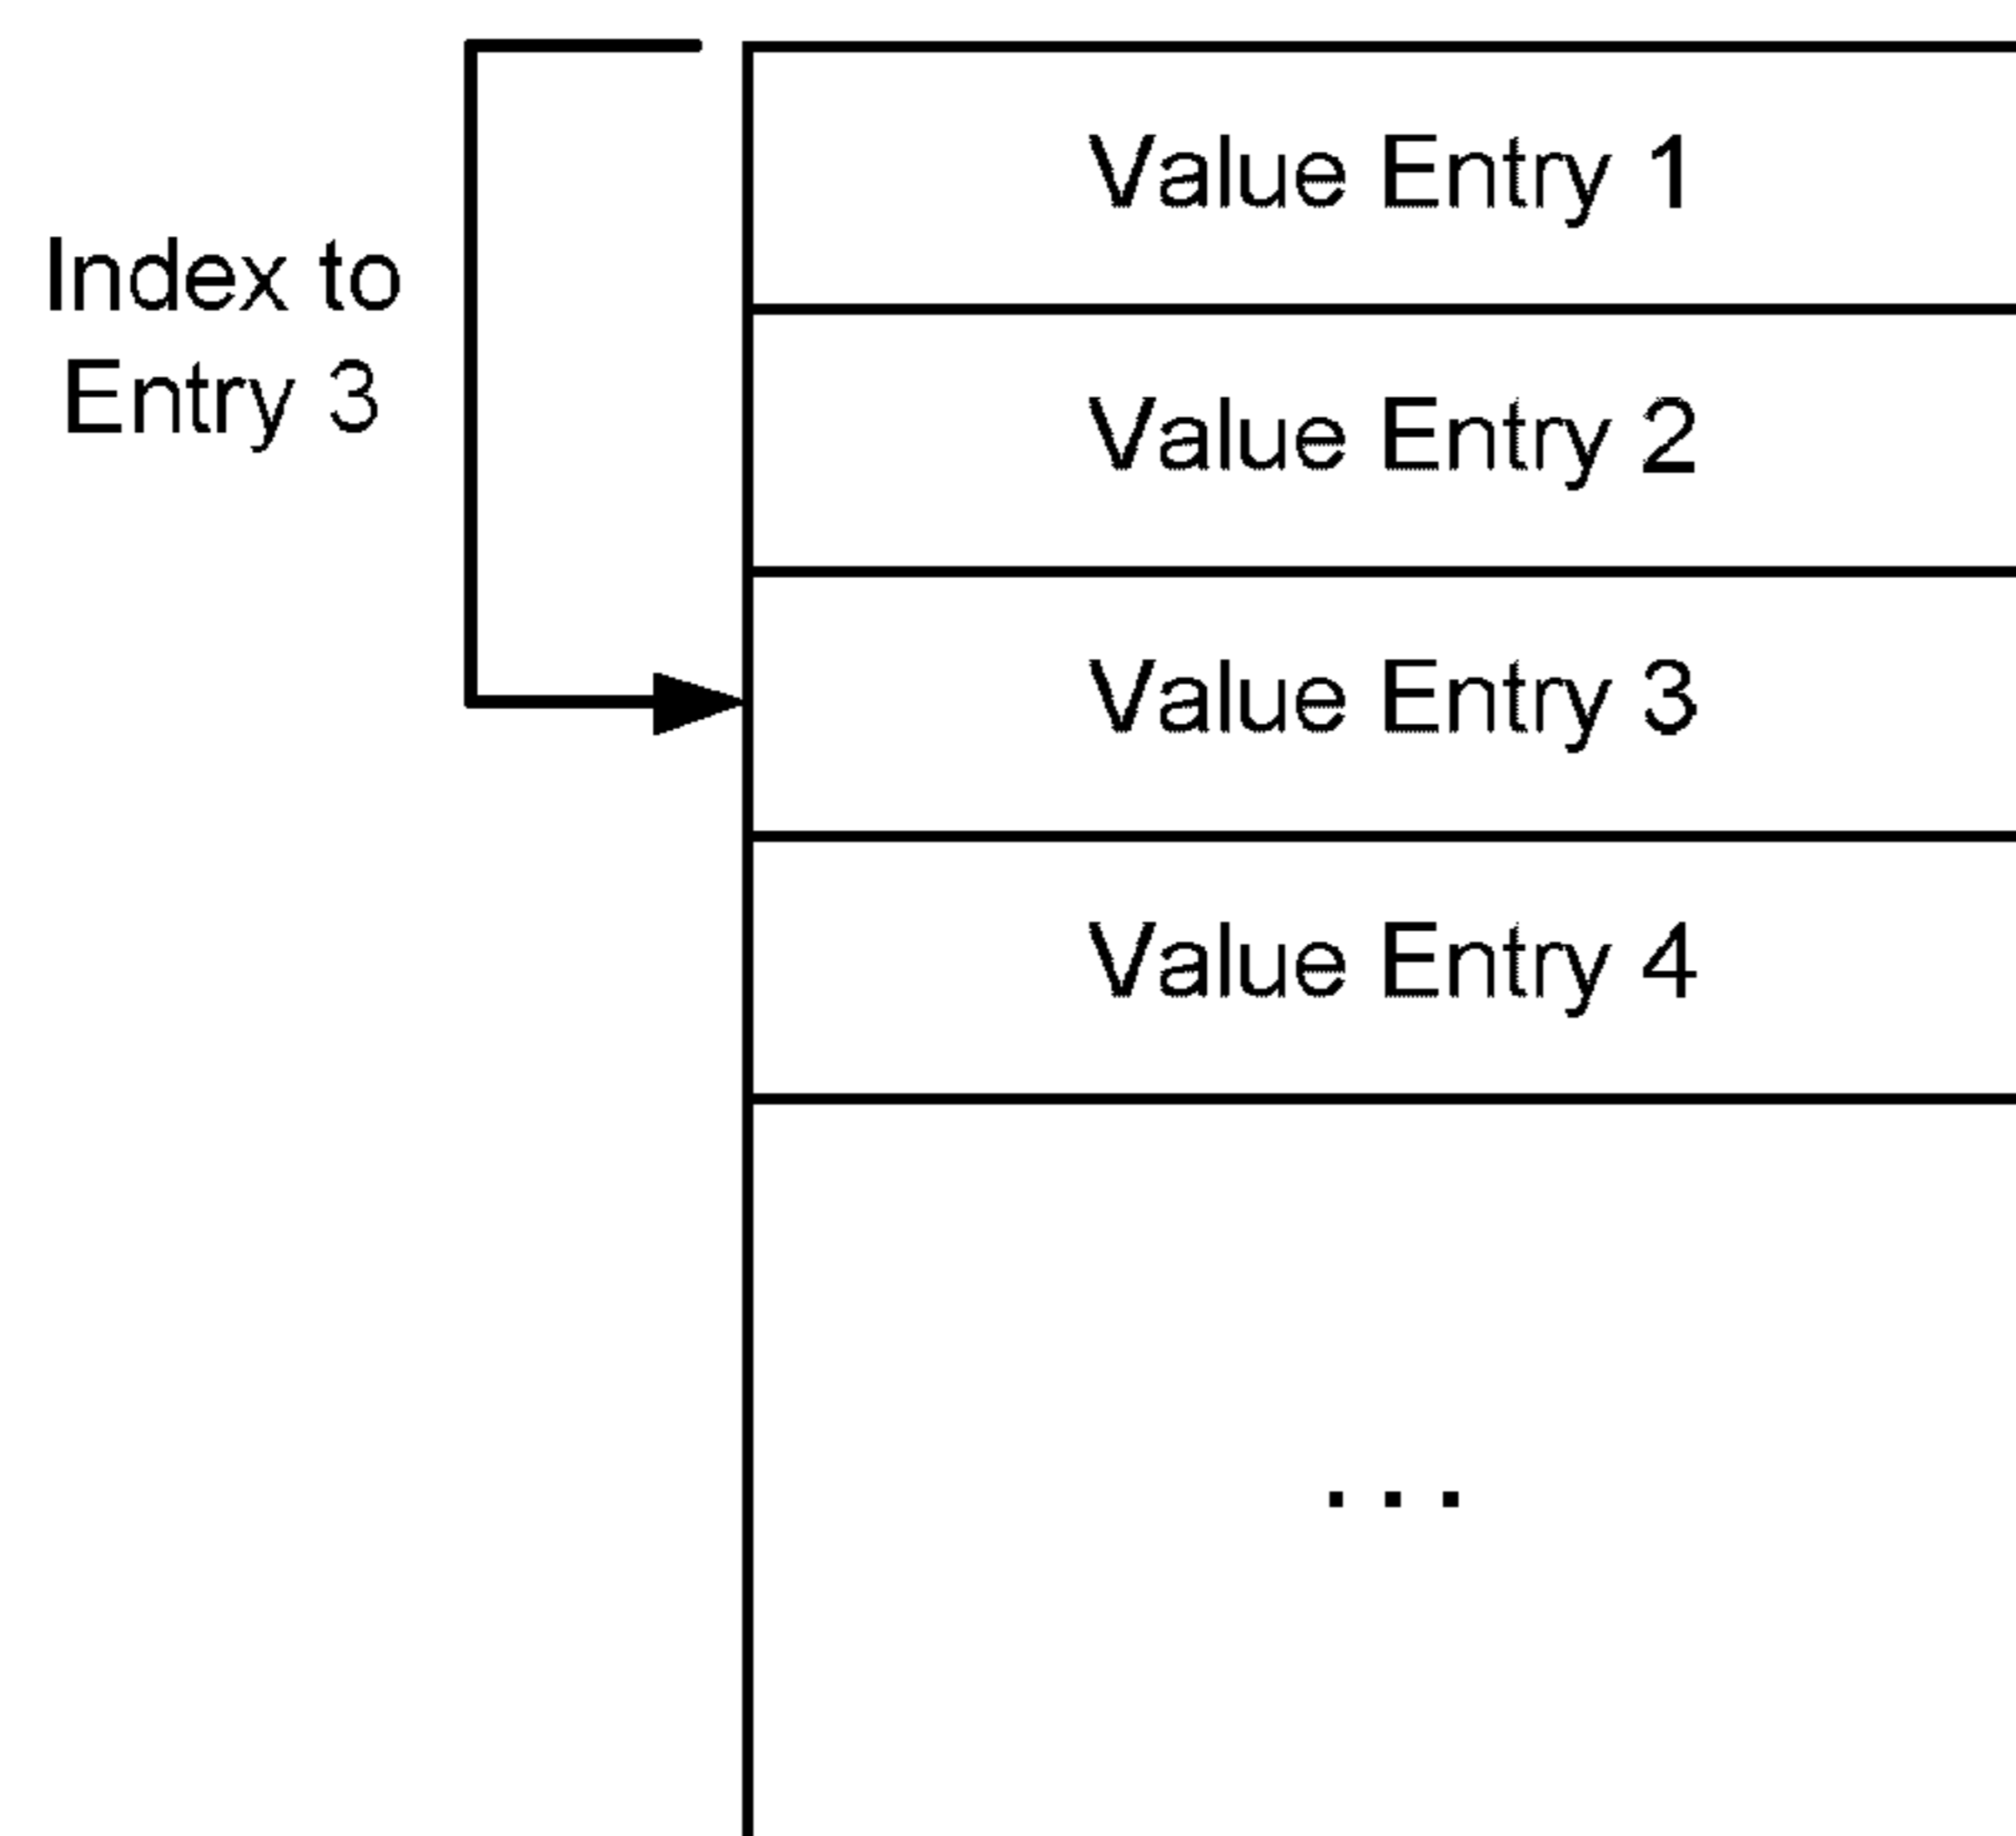 Value Entry 1
Index to
Entry 3
Value Entry 2
Value Entry 3
Value Entry 4
. . .